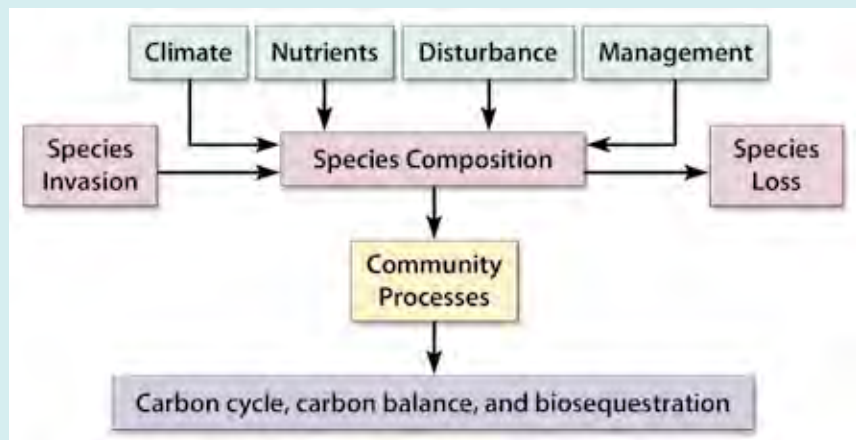 Climate
Nutrients
Disturbance
Management
Species
Invasion
Species Composition
Species
Loss
Community
Processes
Carbon cycle, carbon balance, and biosequestration